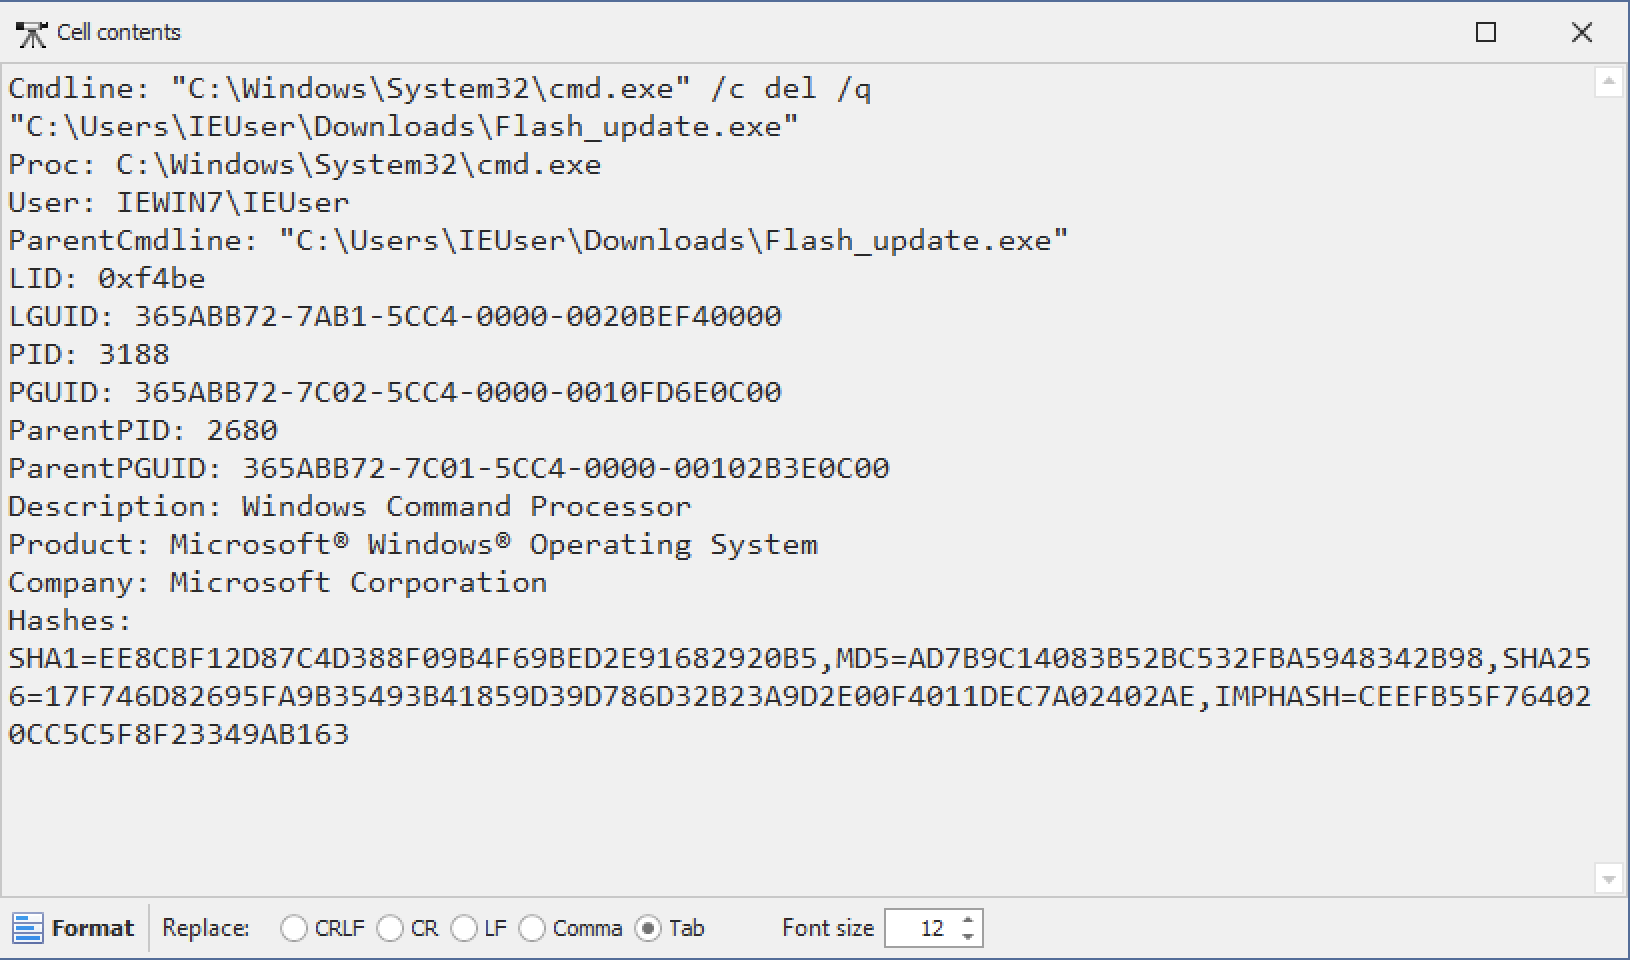 Cell contents
Cmdline: "C:\Windows\System32\cmd.exe" /c del /q
"C:\Users\IEUser\Downloads\Flash_update.exe"
Proc: C:\Windows\System32\cmd.exe
User: IEWIN7\IEUser
ParentCmdline: "C:\Users\IEUser\Downloads\Flash_update.exe"
LID: 0xf4be
LGUID: 365ABB72-7AB1-5CC4-0000-0020BEF40000
PID: 3188
PGUID: 365ABB72-7C02-5CC4-0000-0010FD6E0C00
ParentPID: 2680
ParentPGUID: 365ABB72-7C01-5CC4-0000-00102B3E0C00
Description: Windows Command Processor
Product: Microsoft® Windows® Operating System
Company: Microsoft Corporation
Hashes:
SHA1=EE8CBF12D87C4D388F09B4F69BED2E91682920B5,MD5=AD7B9C14083B52BC532FBA5948342B98,SHA25
6=17F746D82695FA9B35493B41859D39D786D32B23A9D2E00F4011DEC7A02402AE,IMPHASH=CEEFB55F76402
0CC5C5F8F23349AB163
Format Replace: CRLF CR LF Comma Tab Font size 12